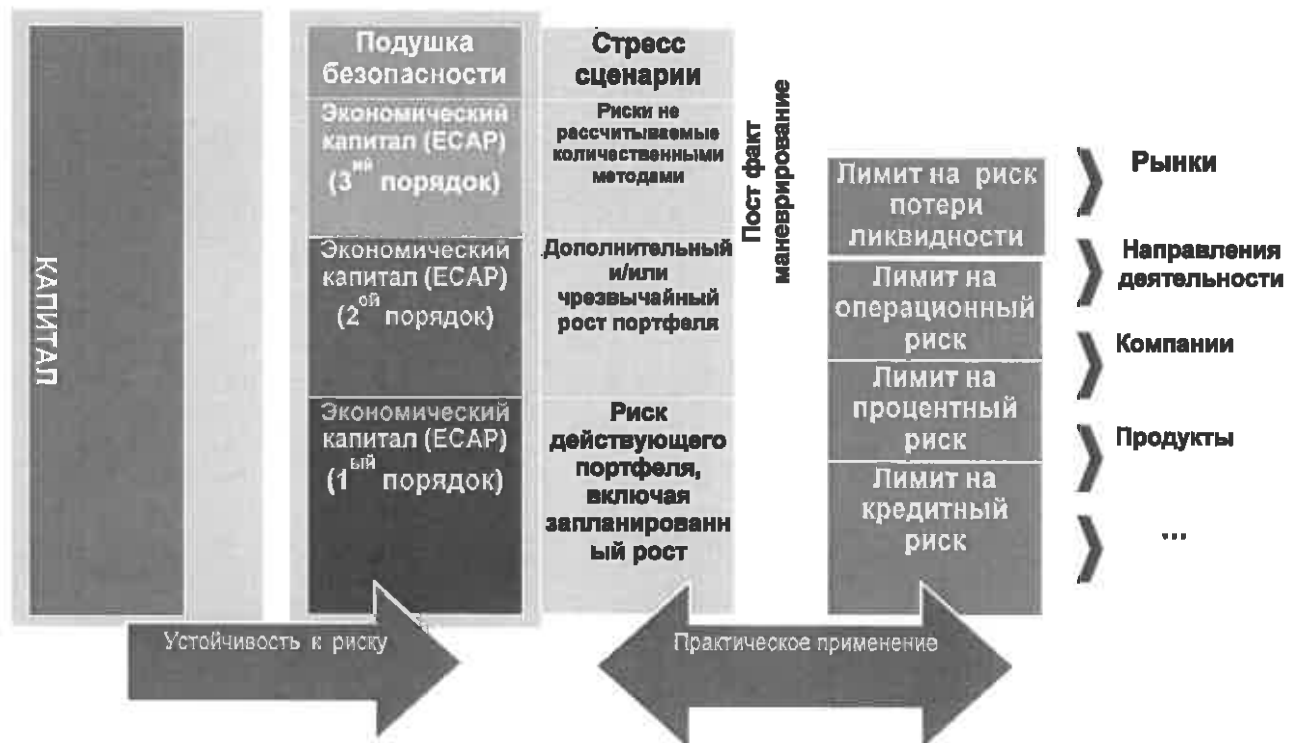 КАПИТАЛ
Подушка
безопасности
Экономический
капитал (ECAP)
(3ий порядок)
Экономический
капитал (ECAP)
(2ой порядок)
Экономический
капитал (ECAP)
(1ый порядок)
Стресс
сценарии
Риски не
рассчитываемые
количественными
методами
Дополнительный
и/или
чрезвычайный
рост портфеля
Риск
действующего
портфеля,
включая
запланированн
ый рост
Пост факт
маневрирование
Лимит на риск
потери
ликвидности
Лимит на
операционный
риск
Лимит на
процентный
риск
Лимит на
кредитный
риск
Рынки
Направления
деятельности
Компании
Продукты
...
Устойчивость к риску
Практическое применение